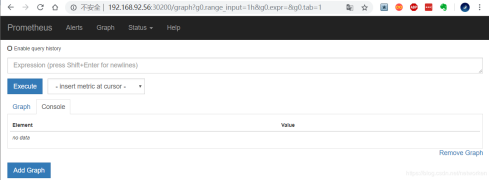 不安全 | 192.168.92.56:30200/graph?g0.range_input=1h&g0.expr=&g0.tab=1
Prometheus Alerts Graph Status Help
Enable query history
Expression (press Shift+Enter for newlines)
Execute - insert metric at cursor -
Graph Console
Element Value
no data
Remove Graph
Add Graph